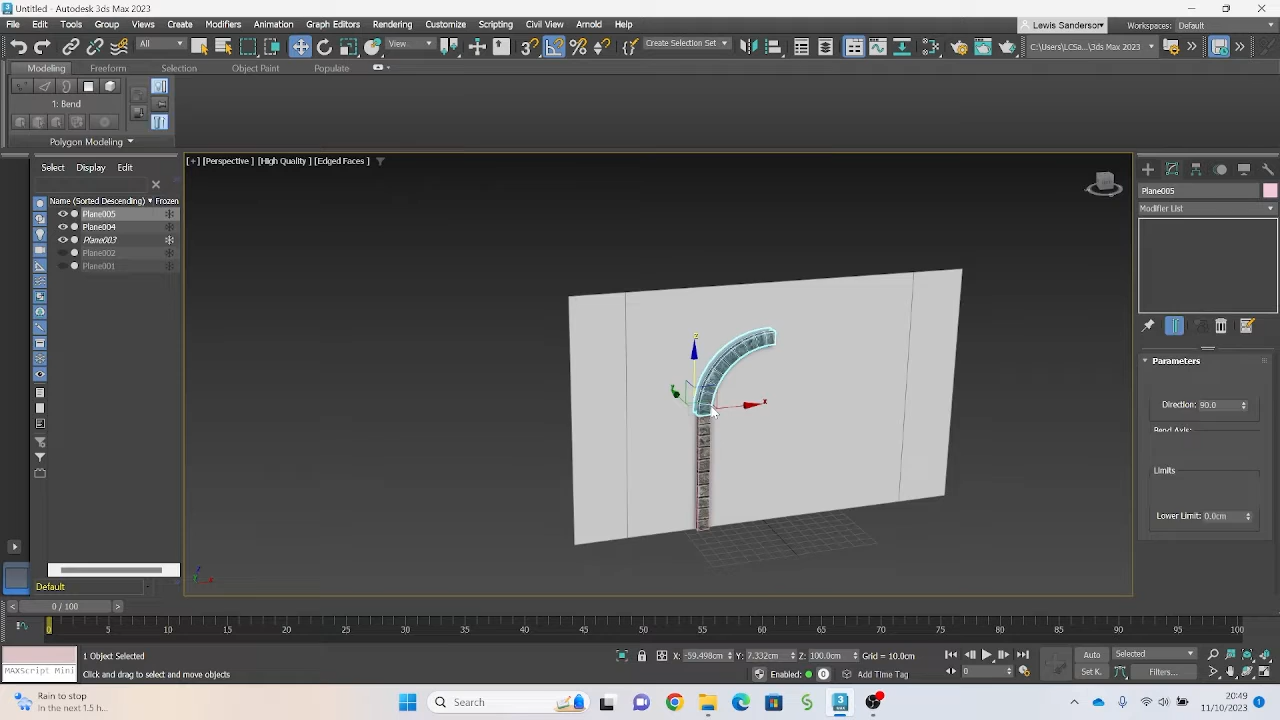 Untitled - Autodesk 3ds Max 2023
File Edit Tools Group Views Create Modifiers Animation Graph Editors Rendering Customize Scripting Civil View Arnold Help
Lewis Sanderson
Workspaces: Default
All View Create Selection Set C:\Users\LCSa...\3ds Max 2023
Modeling Freeform Selection Object Paint Populate
1: Bend
Polygon Modeling
Select Display Edit
[+] [Perspective ] [High Quality ] [Edged Faces ]
Name (Sorted Descending) Frozen
Plane005
Plane004
Plane003
Plane002
Plane001
Plane005
Modifier List
Parameters
Direction: 90.0
Bend Axis:
Limits
Lower Limit: 0.0cm
z
y
x
Default
0 / 100
0 5 10 15 20 25 30 35 40 45 50 55 60 65 70 75 80 85 90 95 100
1 Object Selected
X: -59.498cm Y: 7.332cm Z: 100.0cm Grid = 10.0cm
Auto Selected
MAXScript Mini
Click and drag to select and move objects
Enabled: 0 Add Time Tag
0 Set K. Filters...
Rain to stop
In the next 1.5 h...
Search
20:49
11/10/2023